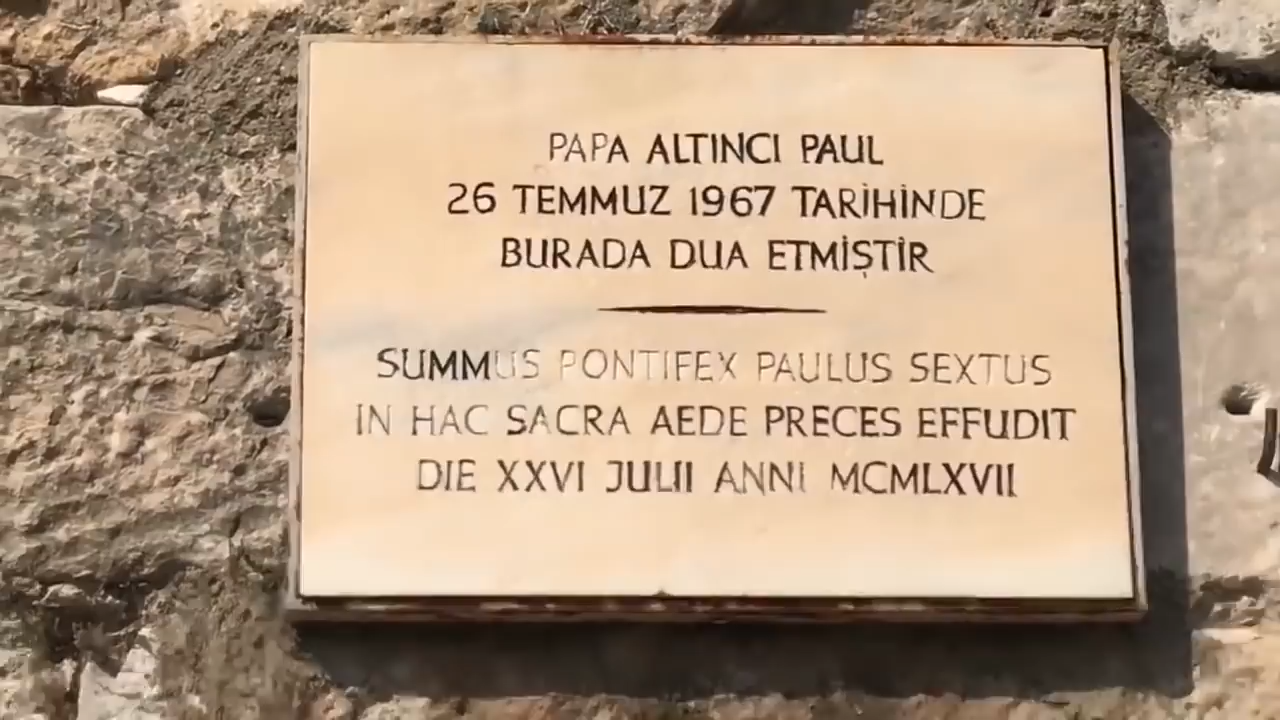 PAPA ALTINCI PAUL
26 TEMMUZ 1967 TARİHİNDE
BURADA DUA ETMİŞTİR
SUMMUS PONTIFEX PAULUS SEXTUS
IN HAC SACRA AEDE PRECES EFFUDIT
DIE XXVI JULII ANNI MCMLXVII